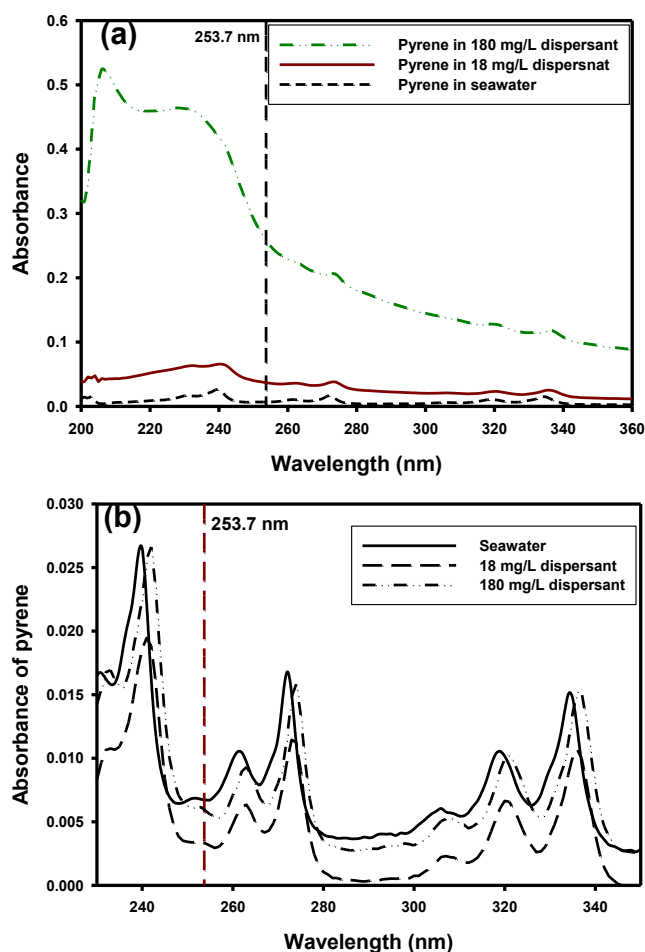 (a)
253.7 nm
Pyrene in 180 mg/L dispersant
Pyrene in 18 mg/L dispersnat
Pyrene in seawater
0.6
0.5
0.4
0.3
0.2
0.1
0.0
Absorbance
200 220 240 260 280 300 320 340 360
Wavelength (nm)
(b)
253.7 nm
Seawater
18 mg/L dispersant
180 mg/L dispersant
0.030
0.025
0.020
0.015
0.010
0.005
0.000
Absorbance of pyrene
240 260 280 300 320 340
Wavelength (nm)